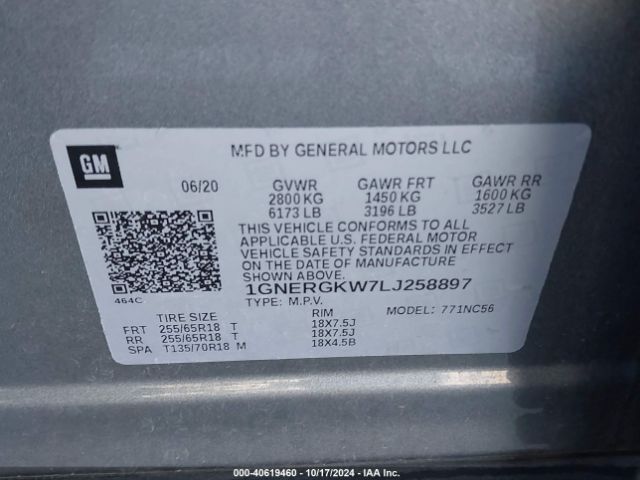 GM
MFD BY GENERAL MOTORS LLC
06/20 GVWR GAWR FRT GAWR RR
2800 KG 1450 KG 1600 KG
6173 LB 3196 LB 3527 LB
THIS VEHICLE CONFORMS TO ALL
APPLICABLE U.S. FEDERAL MOTOR
VEHICLE SAFETY STANDARDS IN EFFECT
ON THE DATE OF MANUFACTURE
SHOWN ABOVE.
464C
1GNERGKW7LJ258897
TYPE: M.P.V. MODEL: 771NC56
TIRE SIZE RIM
FRT 255/65R18 T 18X7.5J
RR 255/65R18 T 18X7.5J
SPA T135/70R18 M 18X4.5B
000-40619460 - 10/17/2024 - IAA Inc.